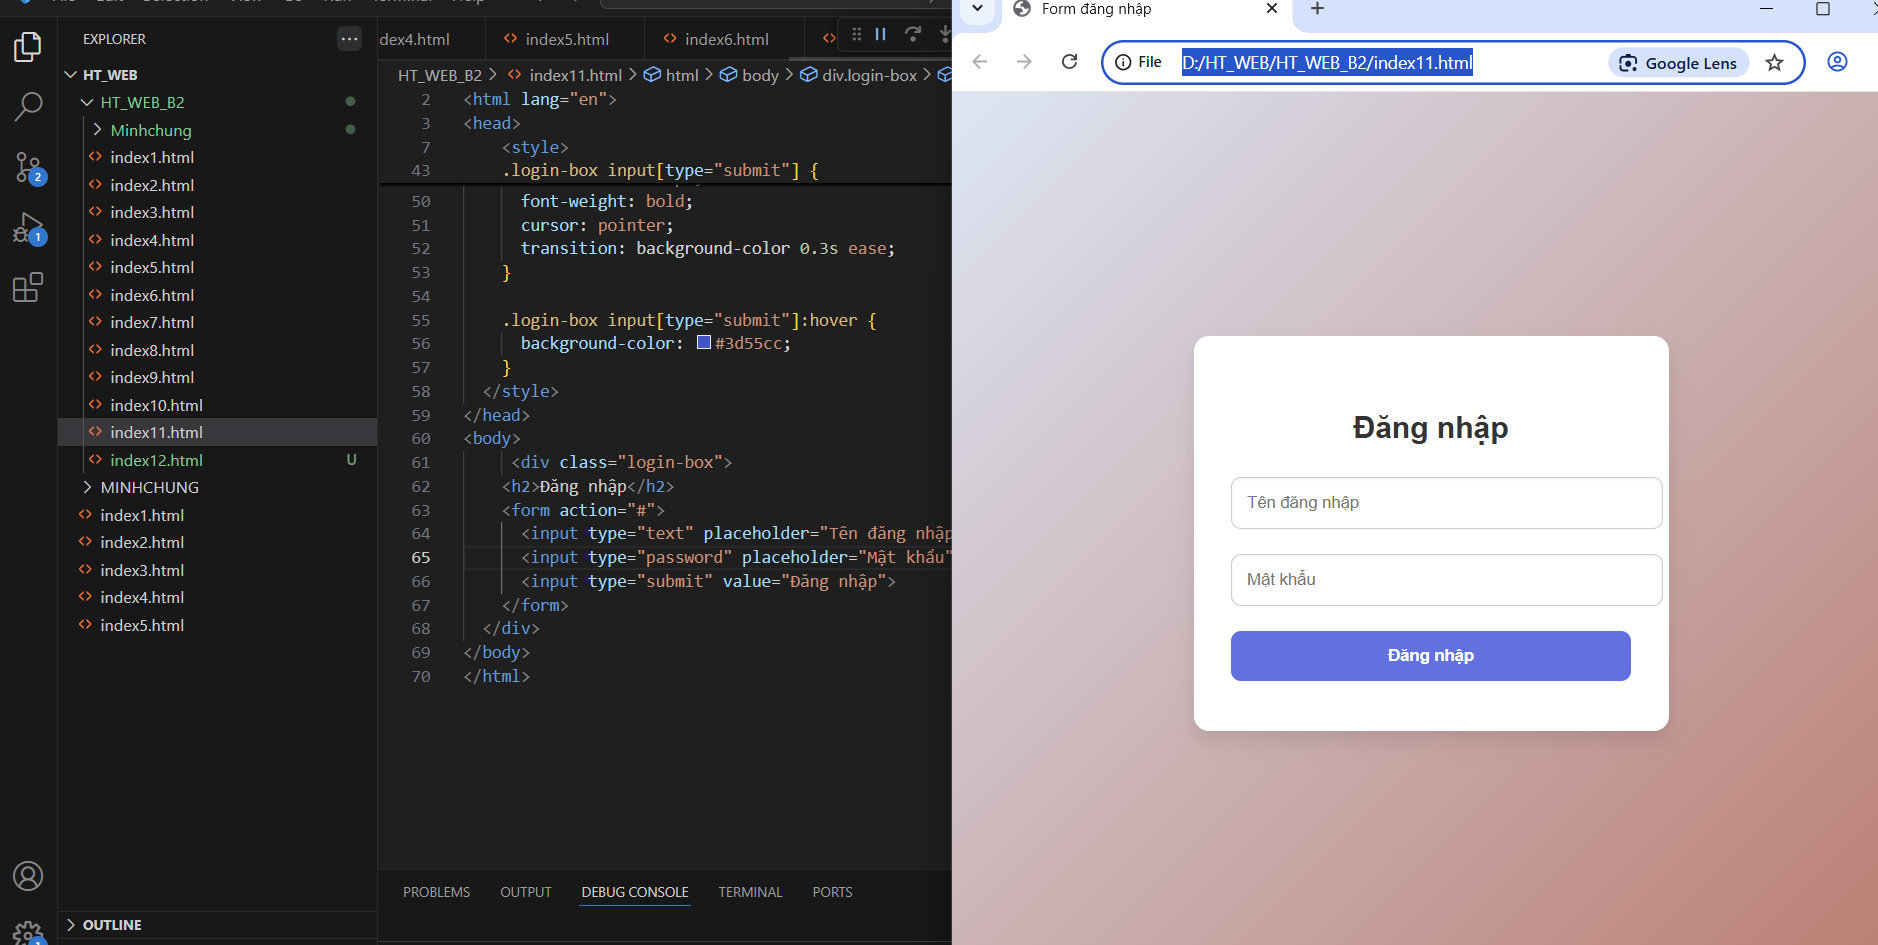 EXPLORER
HT_WEB
HT_WEB_B2
Minhchung
index1.html
index2.html
index3.html
index4.html
index5.html
index6.html
index7.html
index8.html
index9.html
index10.html
index11.html
index12.html U
MINHCHUNG
index1.html
index2.html
index3.html
index4.html
index5.html
OUTLINE
2
1
dex4.html index5.html index6.html
HT_WEB_B2 > index11.html > html > body > div.login-box >
2 <html lang="en">
3 <head>
7 <style>
43 .login-box input[type="submit"] {
50 font-weight: bold;
51 cursor: pointer;
52 transition: background-color 0.3s ease;
53 }
54
55 .login-box input[type="submit"]:hover {
56 background-color: #3d55cc;
57 }
58 </style>
59 </head>
60 <body>
61 <div class="login-box">
62 <h2>Đăng nhập</h2>
63 <form action="#">
64 <input type="text" placeholder="Tên đăng nhập
65 <input type="password" placeholder="Mật khẩu"
66 <input type="submit" value="Đăng nhập">
67 </form>
68 </div>
69 </body>
70 </html>
PROBLEMS OUTPUT DEBUG CONSOLE TERMINAL PORTS
Form đăng nhập
File D:/HT_WEB/HT_WEB_B2/index11.html Google Lens
Đăng nhập
Tên đăng nhập
Mật khẩu
Đăng nhập